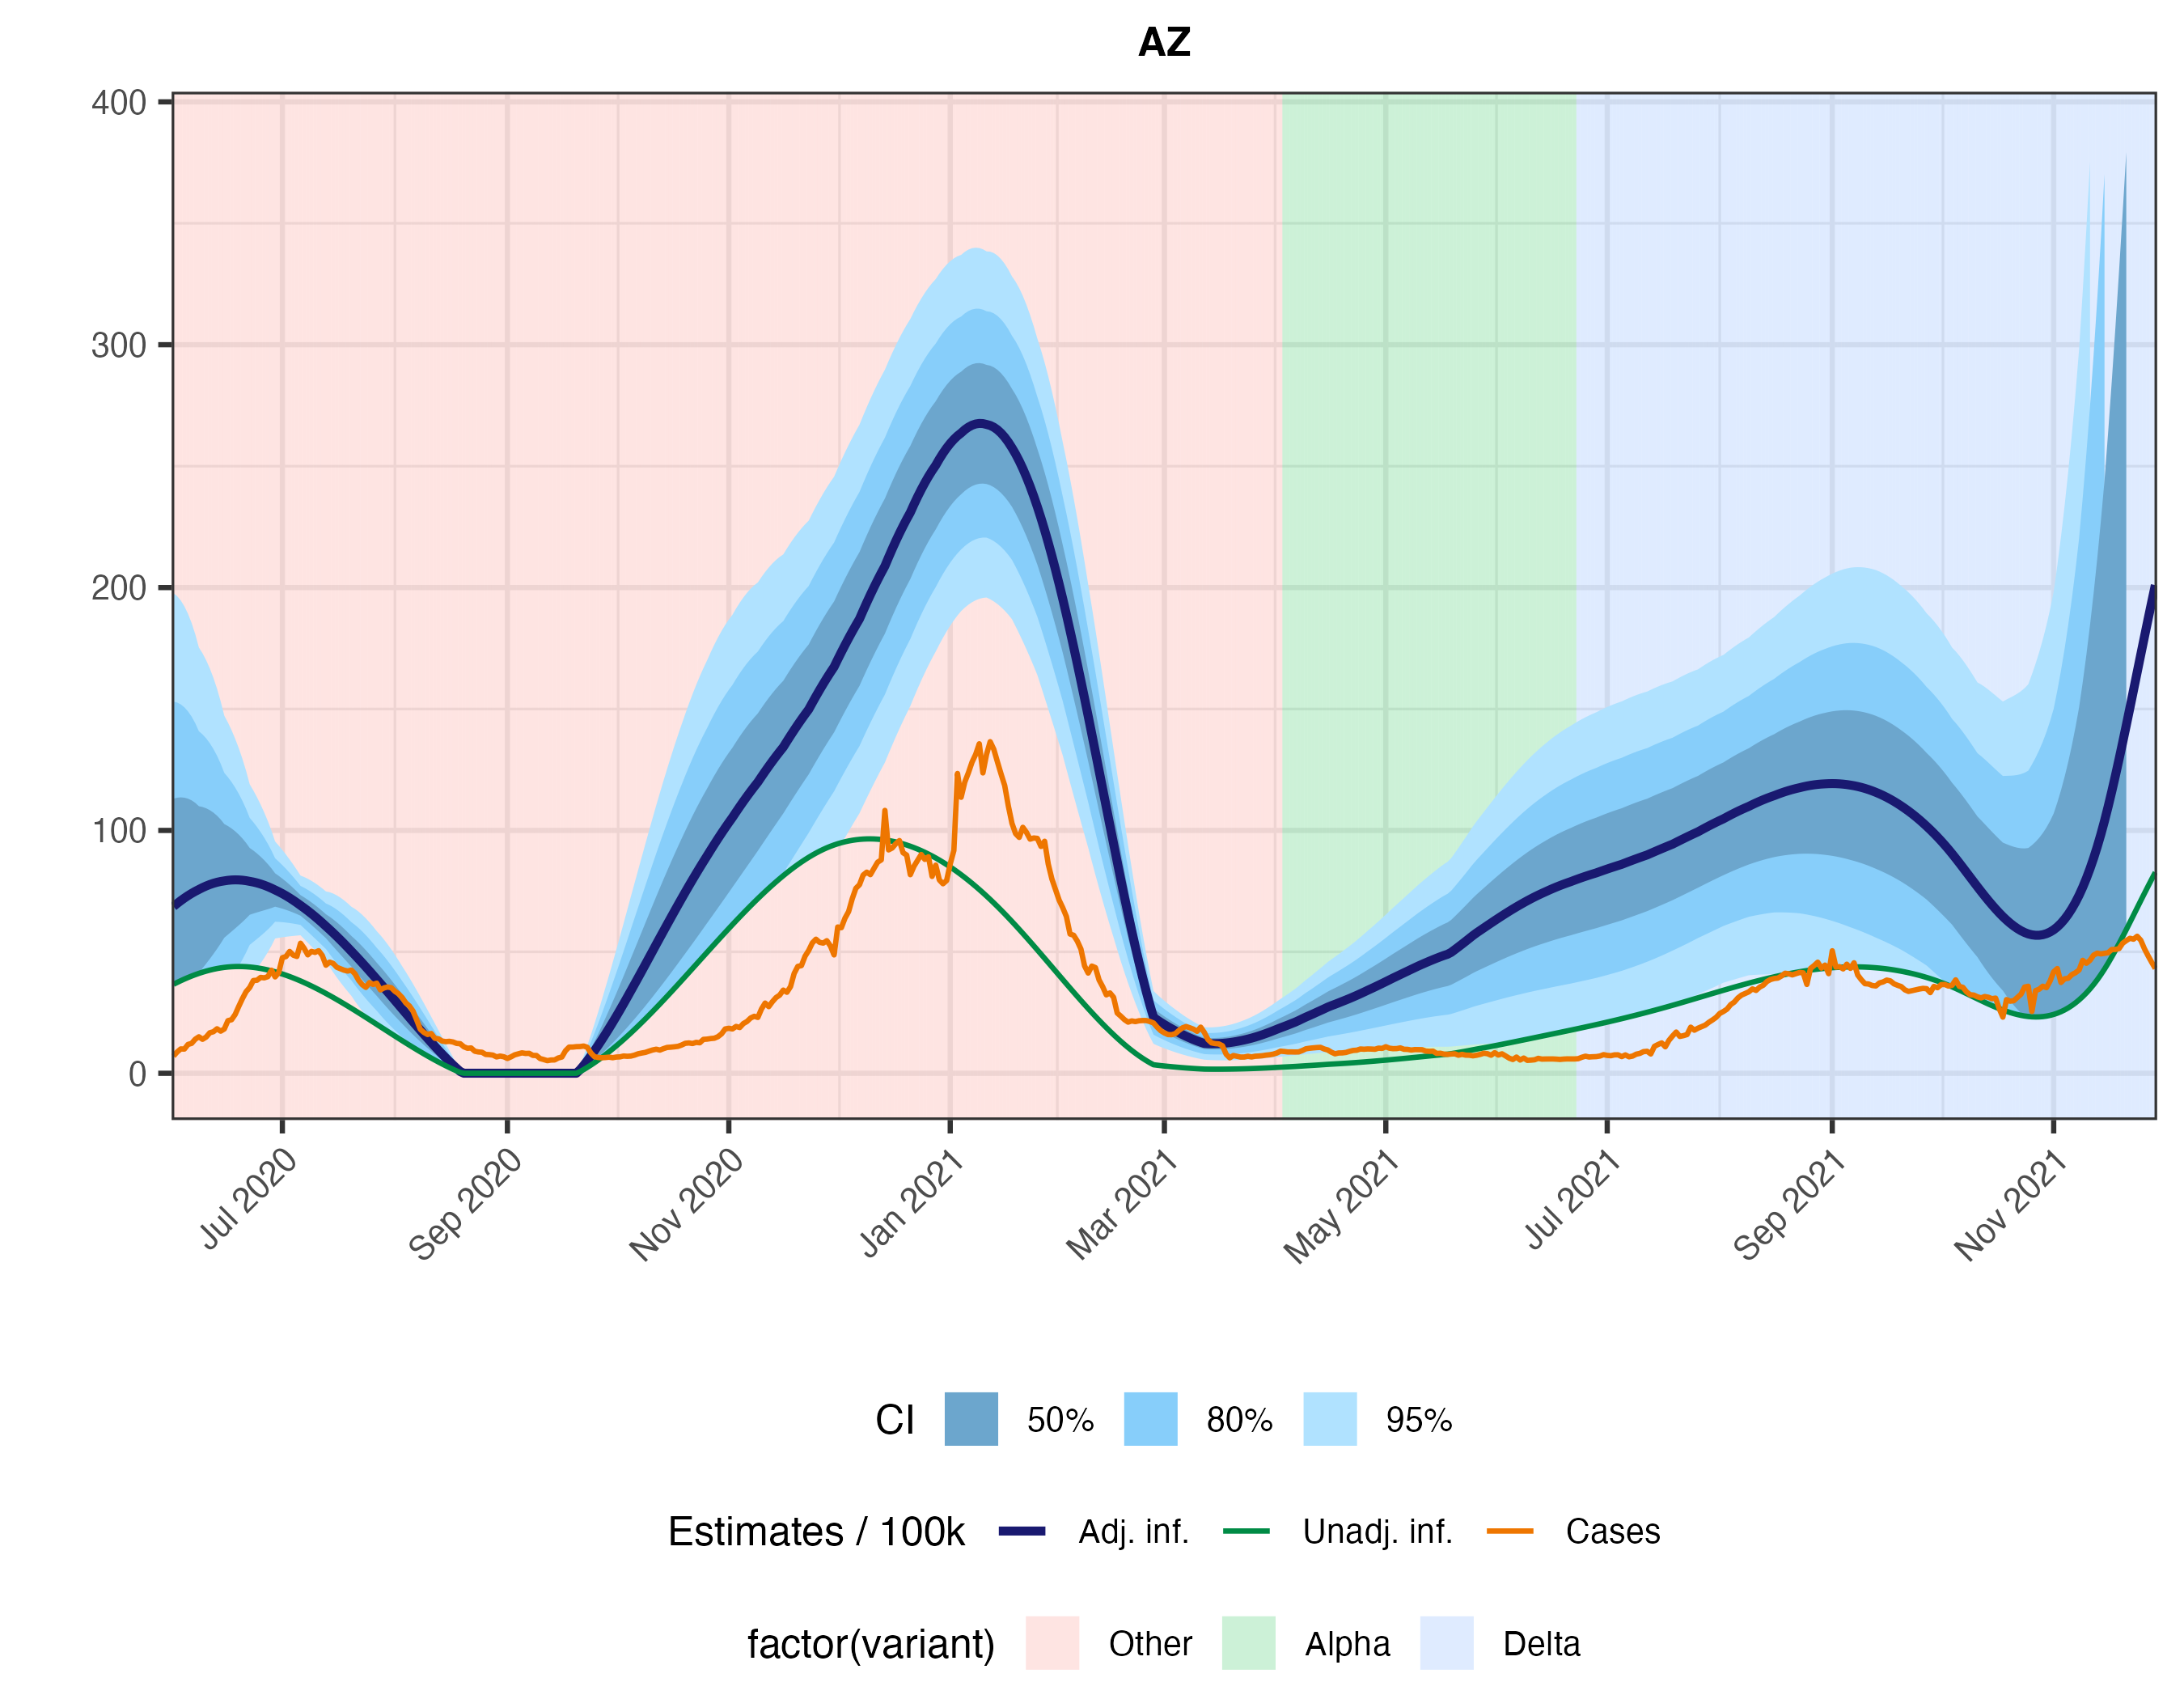 AZ
400
300
200
100
0
Jul 2020
Sep 2020
Nov 2020
Jan 2021
Mar 2021
May 2021
Jul 2021
Sep 2021
Nov 2021
CI 50% 80% 95%
Estimates / 100k Adj. inf. Unadj. inf. Cases
factor(variant) Other Alpha Delta